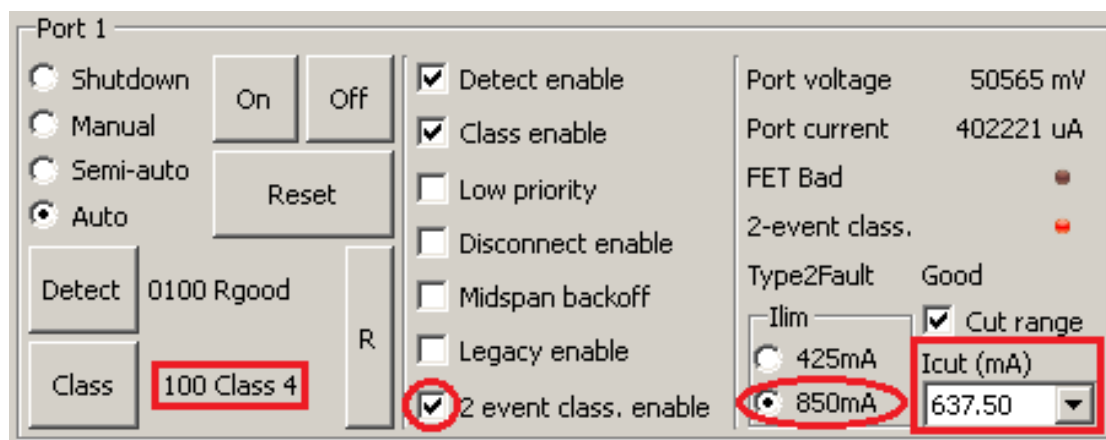 Port 1
Shutdown
Manual
Semi-auto
Auto
On
Off
Reset
Detect
0100 Rgood
Class
100 Class 4
R
Detect enable
Class enable
Low priority
Disconnect enable
Midspan backoff
Legacy enable
2 event class. enable
Port voltage 50565 mV
Port current 402221 uA
FET Bad
2-event class.
Type2Fault Good
Ilim
425mA
850mA
Cut range
Icut (mA)
637.50